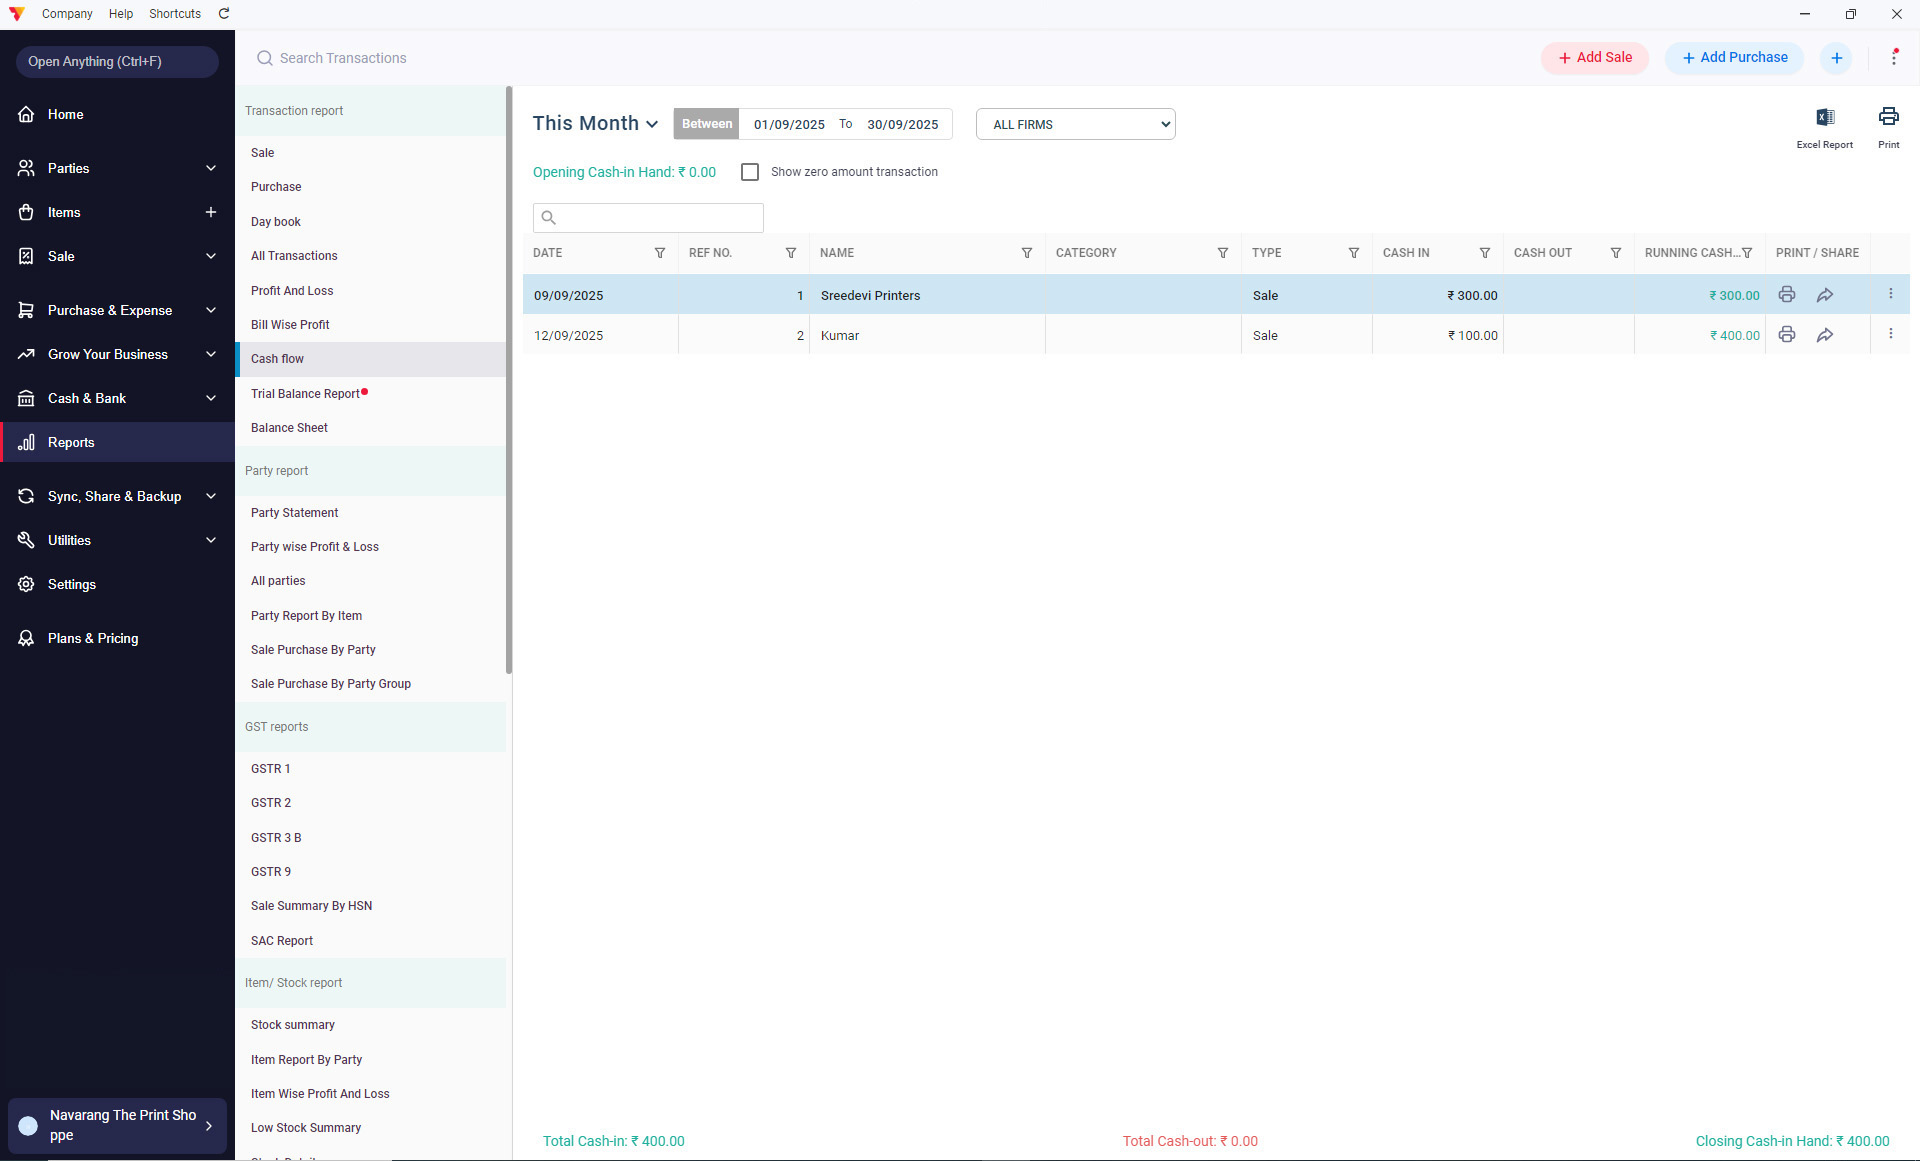 Company Help Shortcuts
Open Anything (Ctrl+F)
Home
Parties
Items
Sale
Purchase & Expense
Grow Your Business
Cash & Bank
Reports
Sync, Share & Backup
Utilities
Settings
Plans & Pricing
Navarang The Print Sho
ppe
Search Transactions
+ Add Sale
+ Add Purchase
Transaction report
Sale
Purchase
Day book
All Transactions
Profit And Loss
Bill Wise Profit
Cash flow
Trial Balance Report
Balance Sheet
Party report
Party Statement
Party wise Profit & Loss
All parties
Party Report By Item
Sale Purchase By Party
Sale Purchase By Party Group
GST reports
GSTR 1
GSTR 2
GSTR 3 B
GSTR 9
Sale Summary By HSN
SAC Report
Item/ Stock report
Stock summary
Item Report By Party
Item Wise Profit And Loss
Low Stock Summary
This Month Between 01/09/2025 To 30/09/2025 ALL FIRMS
Excel Report Print
Opening Cash-in Hand: ₹ 0.00 Show zero amount transaction
DATE REF NO. NAME CATEGORY TYPE CASH IN CASH OUT RUNNING CASH... PRINT / SHARE
09/09/2025 1 Sreedevi Printers Sale ₹ 300.00 ₹ 300.00
12/09/2025 2 Kumar Sale ₹ 100.00 ₹ 400.00
Total Cash-in: ₹ 400.00 Total Cash-out: ₹ 0.00 Closing Cash-in Hand: ₹ 400.00